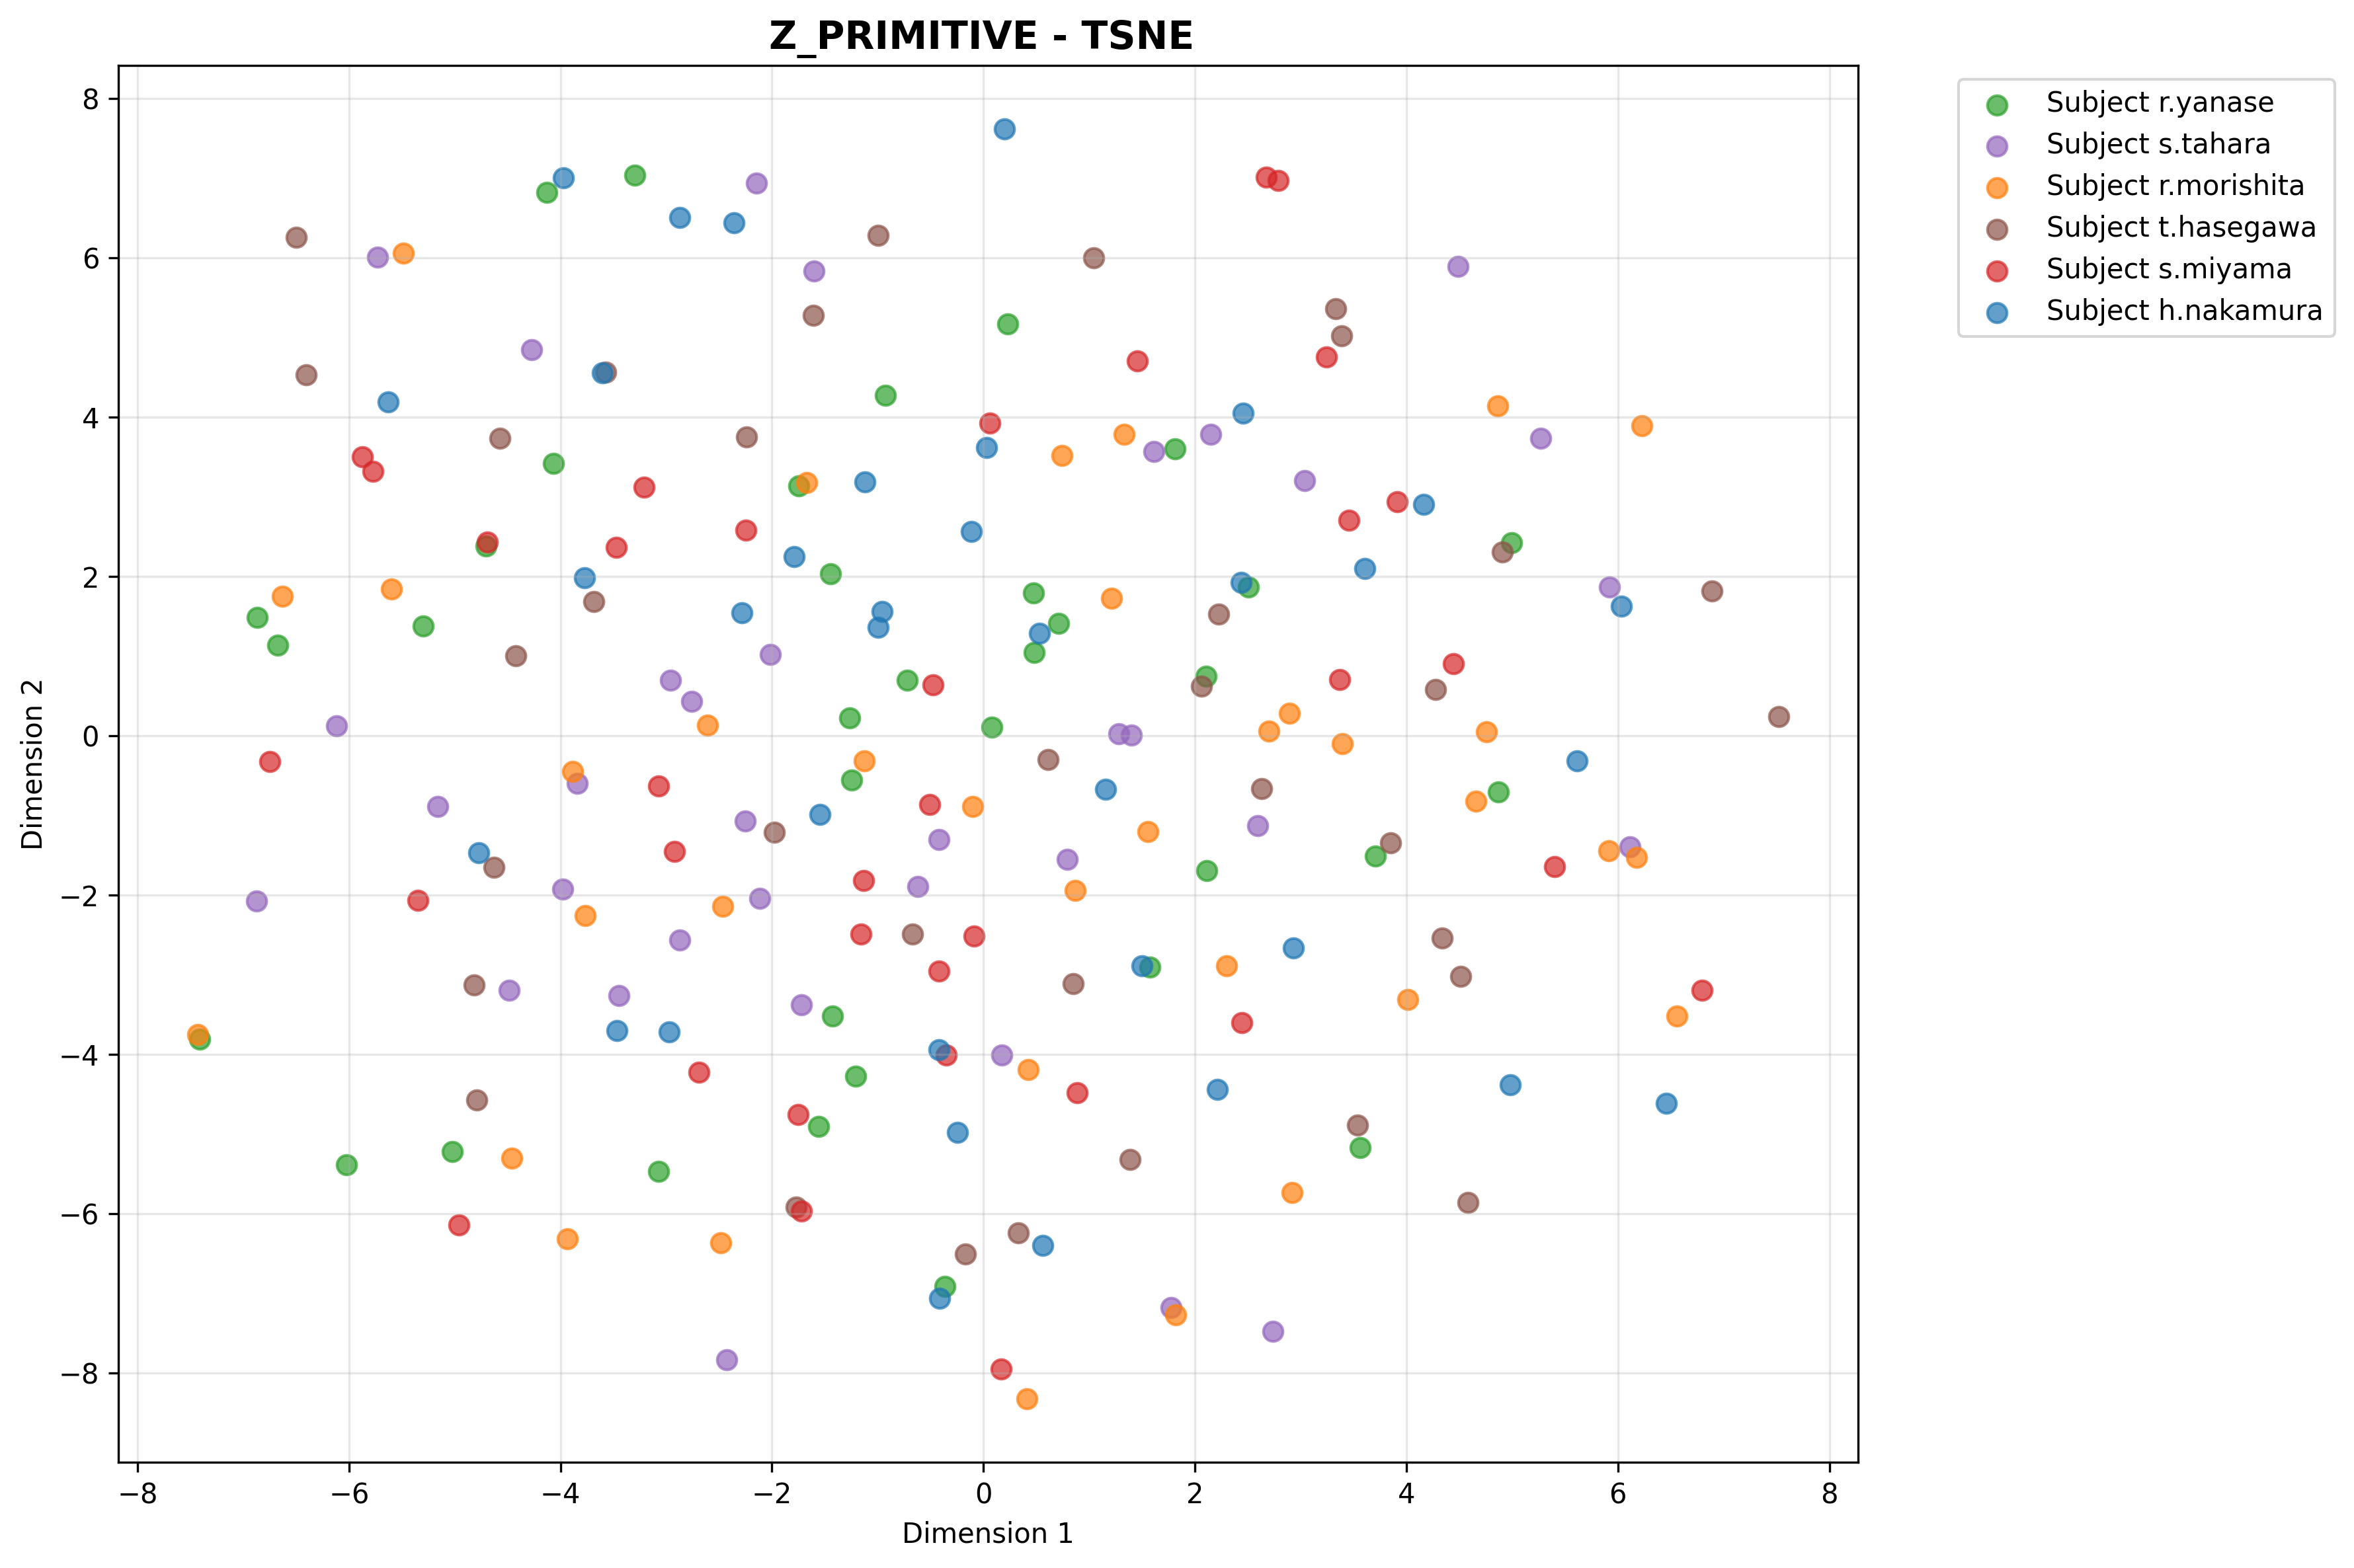 Z_PRIMITIVE - TSNE
Subject r.yanase
Subject s.tahara
Subject r.morishita
Subject t.hasegawa
Subject s.miyama
Subject h.nakamura
8
6
4
2
0
−2
−4
−6
−8
Dimension 2
−8 −6 −4 −2 0 2 4 6 8
Dimension 1